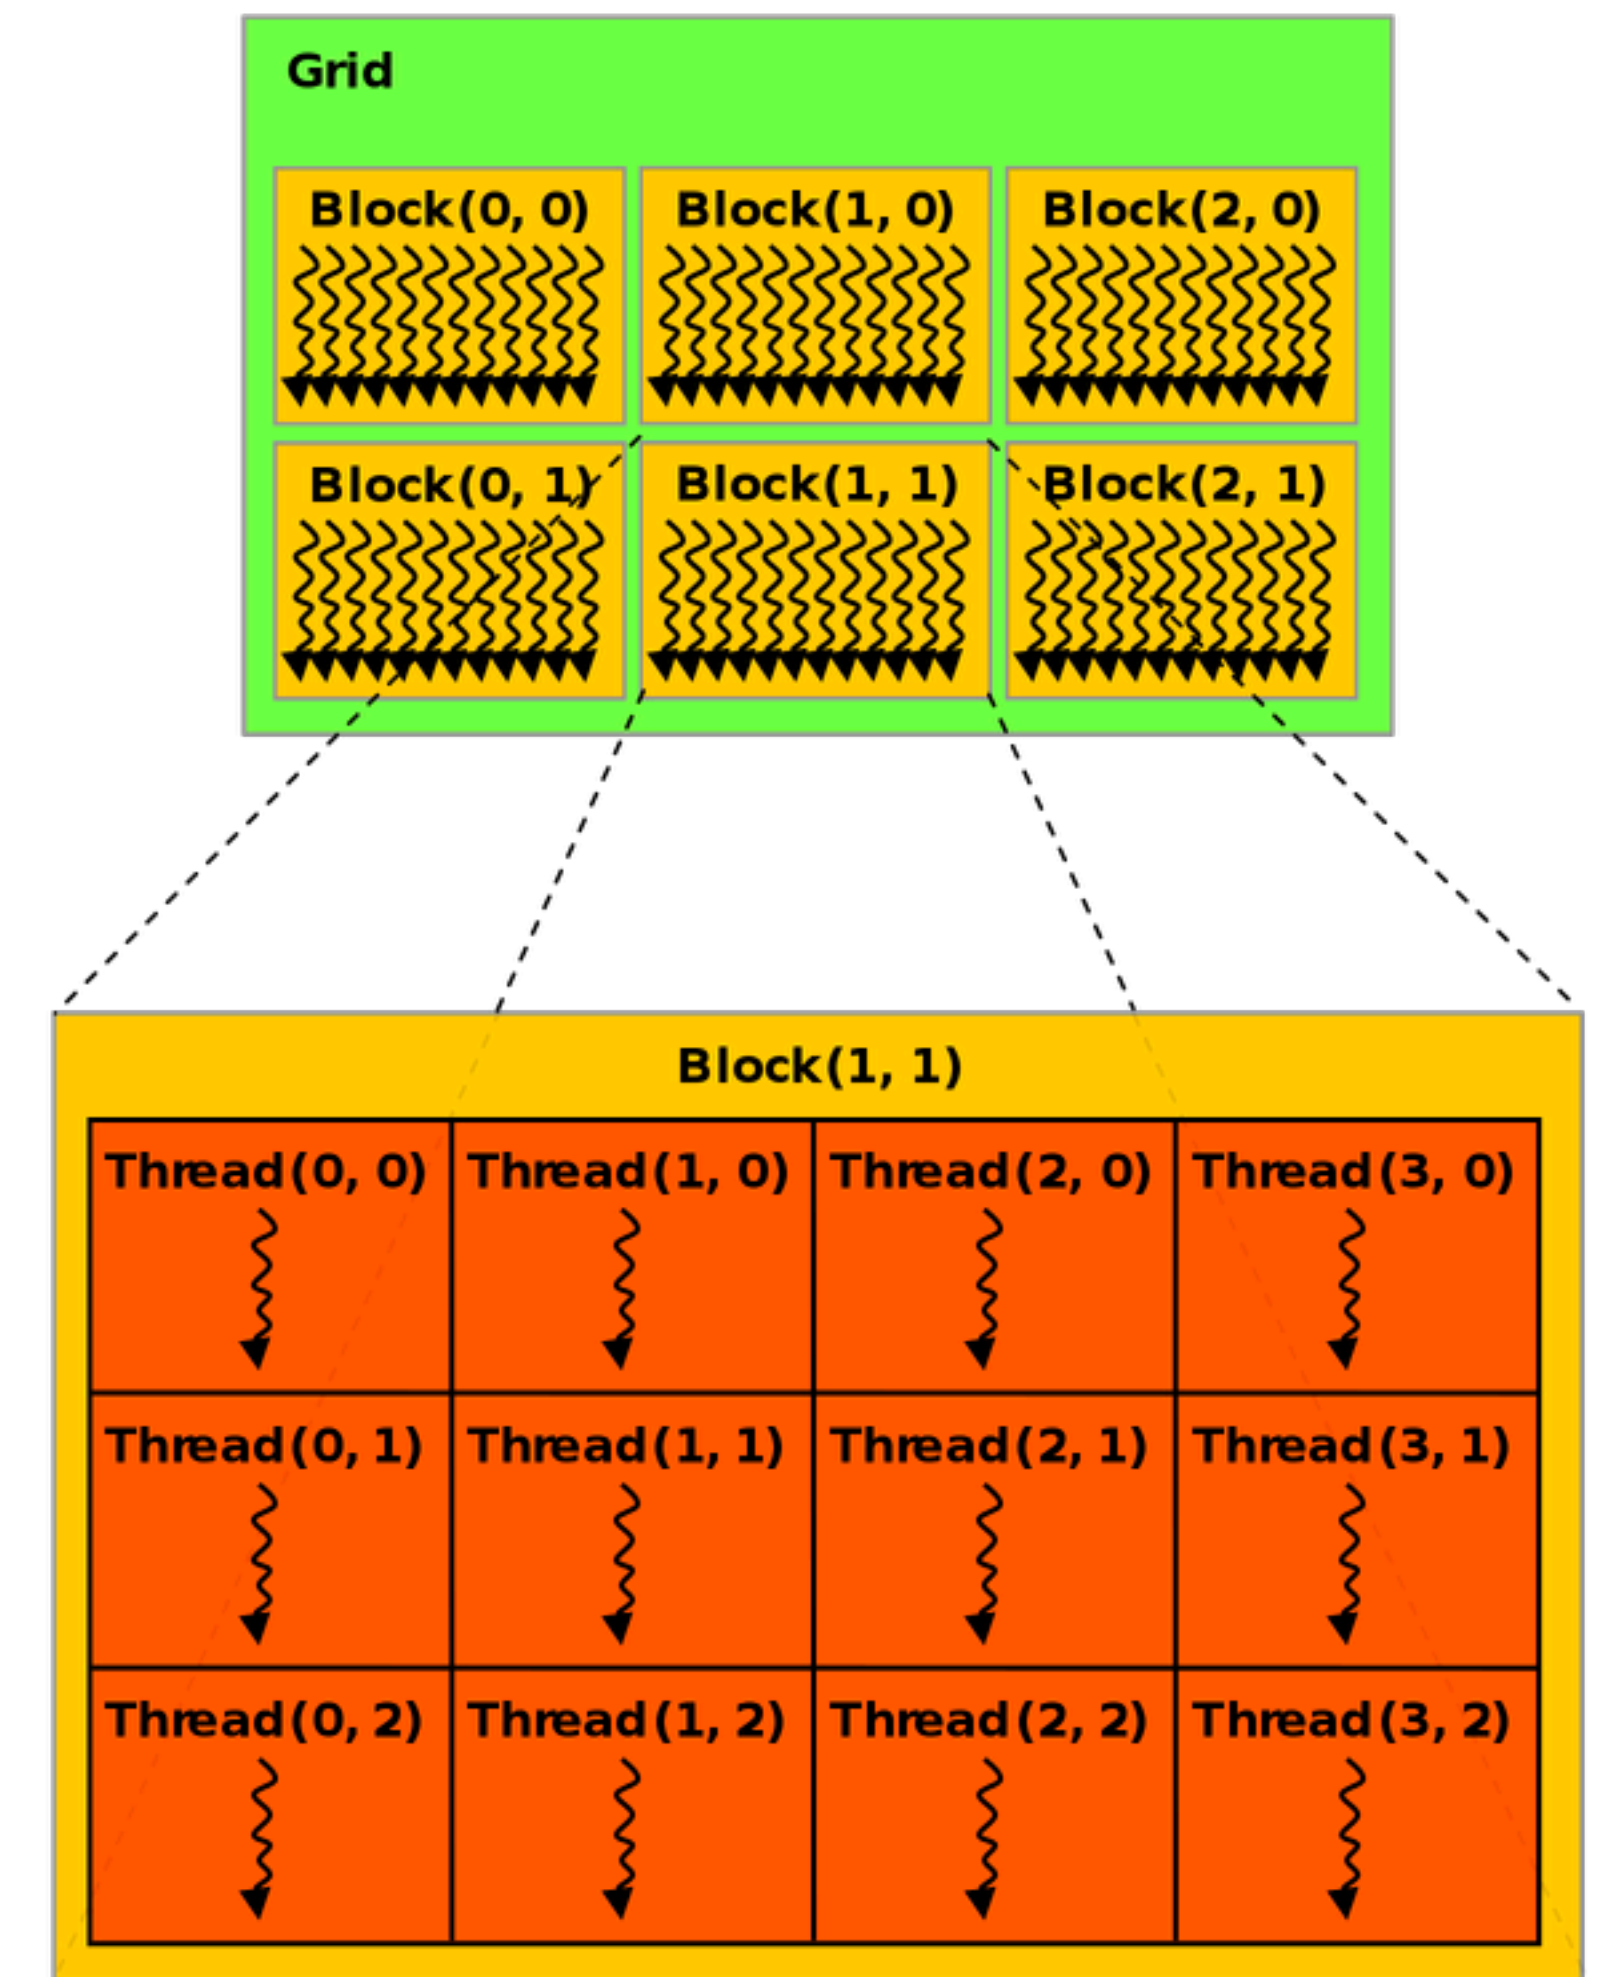 Grid
Block(0, 0) Block(1, 0) Block(2, 0)
Block(0, 1) Block(1, 1) Block(2, 1)
Block(1, 1)
Thread(0, 0) Thread(1, 0) Thread(2, 0) Thread(3, 0)
Thread(0, 1) Thread(1, 1) Thread(2, 1) Thread(3, 1)
Thread(0, 2) Thread(1, 2) Thread(2, 2) Thread(3, 2)